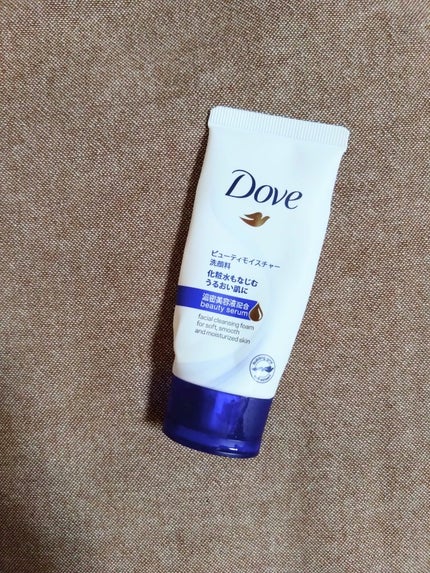 Dove
ビューティモイスチャー
洗顔料
化粧水もなじむ
うるおい肌に
濃密美容液配合
beauty serum
facial cleansing foam
for soft, smooth
and moisturized skin